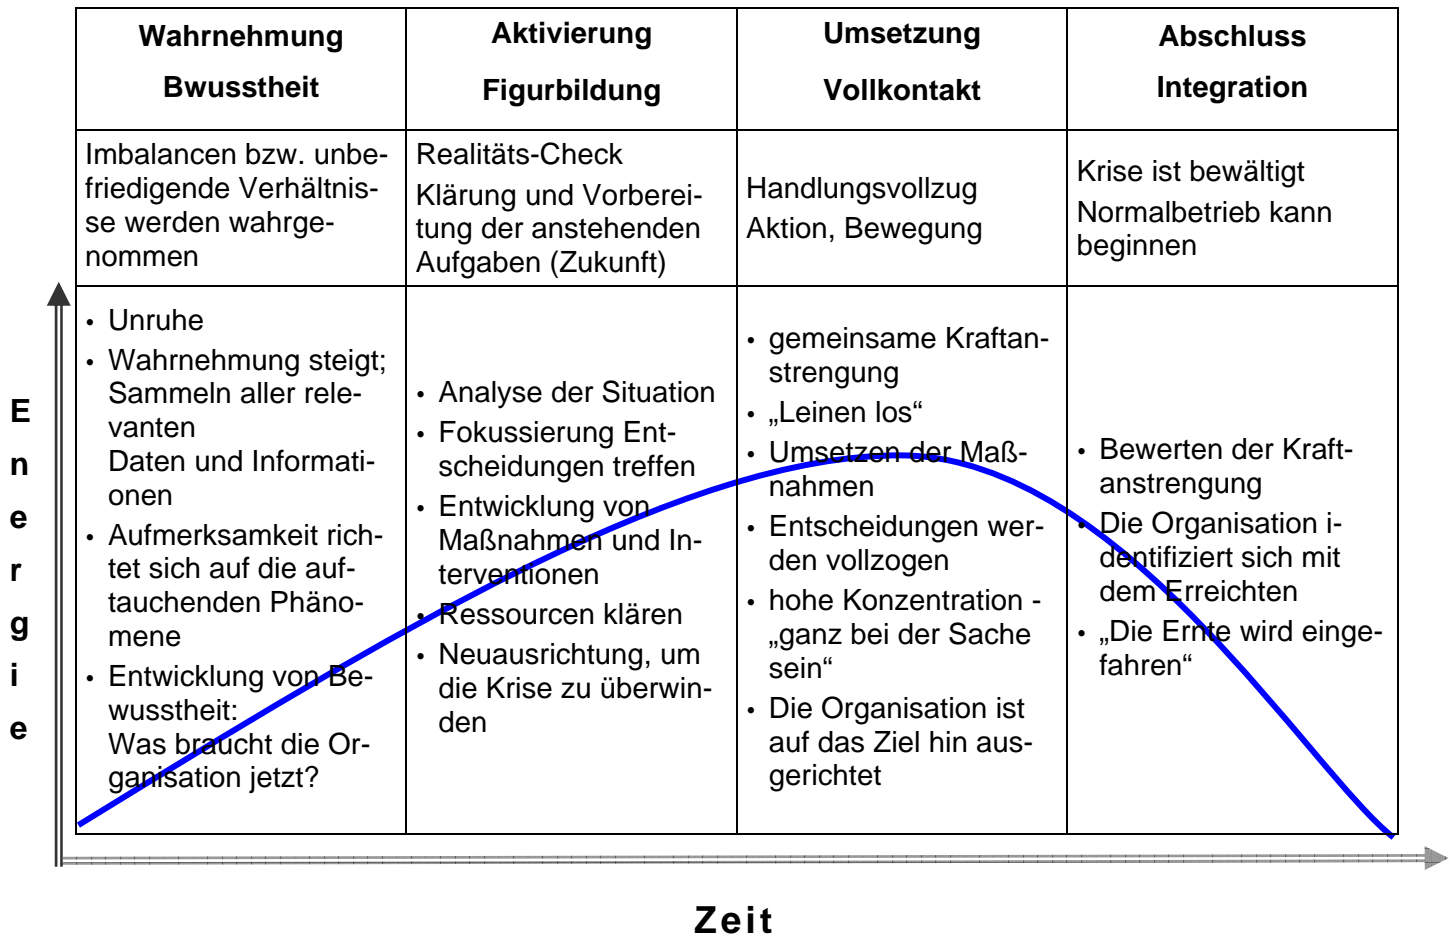 Wahrnehmung
Bwusstheit
Aktivierung
Figurbildung
Umsetzung
Vollkontakt
Abschluss
Integration
Imbalancen bzw. unbe-
friedigende Verhältnis-
se werden wahrge-
nommen
Realitäts-Check
Klärung und Vorberei-
tung der anstehenden
Aufgaben (Zukunft)
Handlungsvollzug
Aktion, Bewegung
Krise ist bewältigt
Normalbetrieb kann
beginnen
• Unruhe
• Wahrnehmung steigt;
Sammeln aller rele-
vanten
Daten und Informati-
onen
• Aufmerksamkeit rich-
tet sich auf die auf-
tauchenden Phäno-
mene
• Entwicklung von Be-
wusstheit:
Was braucht die Or-
ganisation jetzt?
• Analyse der Situation
• Fokussierung Ent-
scheidungen treffen
• Entwicklung von
Maßnahmen und In-
terventionen
• Ressourcen klären
• Neuausrichtung, um
die Krise zu überwin-
den
• gemeinsame Kraftan-
strengung
• „Leinen los“
• Umsetzen der Maß-
nahmen
• Entscheidungen wer-
den vollzogen
• hohe Konzentration -
„ganz bei der Sache
sein“
• Die Organisation ist
auf das Ziel hin aus-
gerichtet
• Bewerten der Kraft-
anstrengung
• Die Organisation i-
dentifiziert sich mit
dem Erreichten
• „Die Ernte wird einge-
fahren“
Energie
Zeit